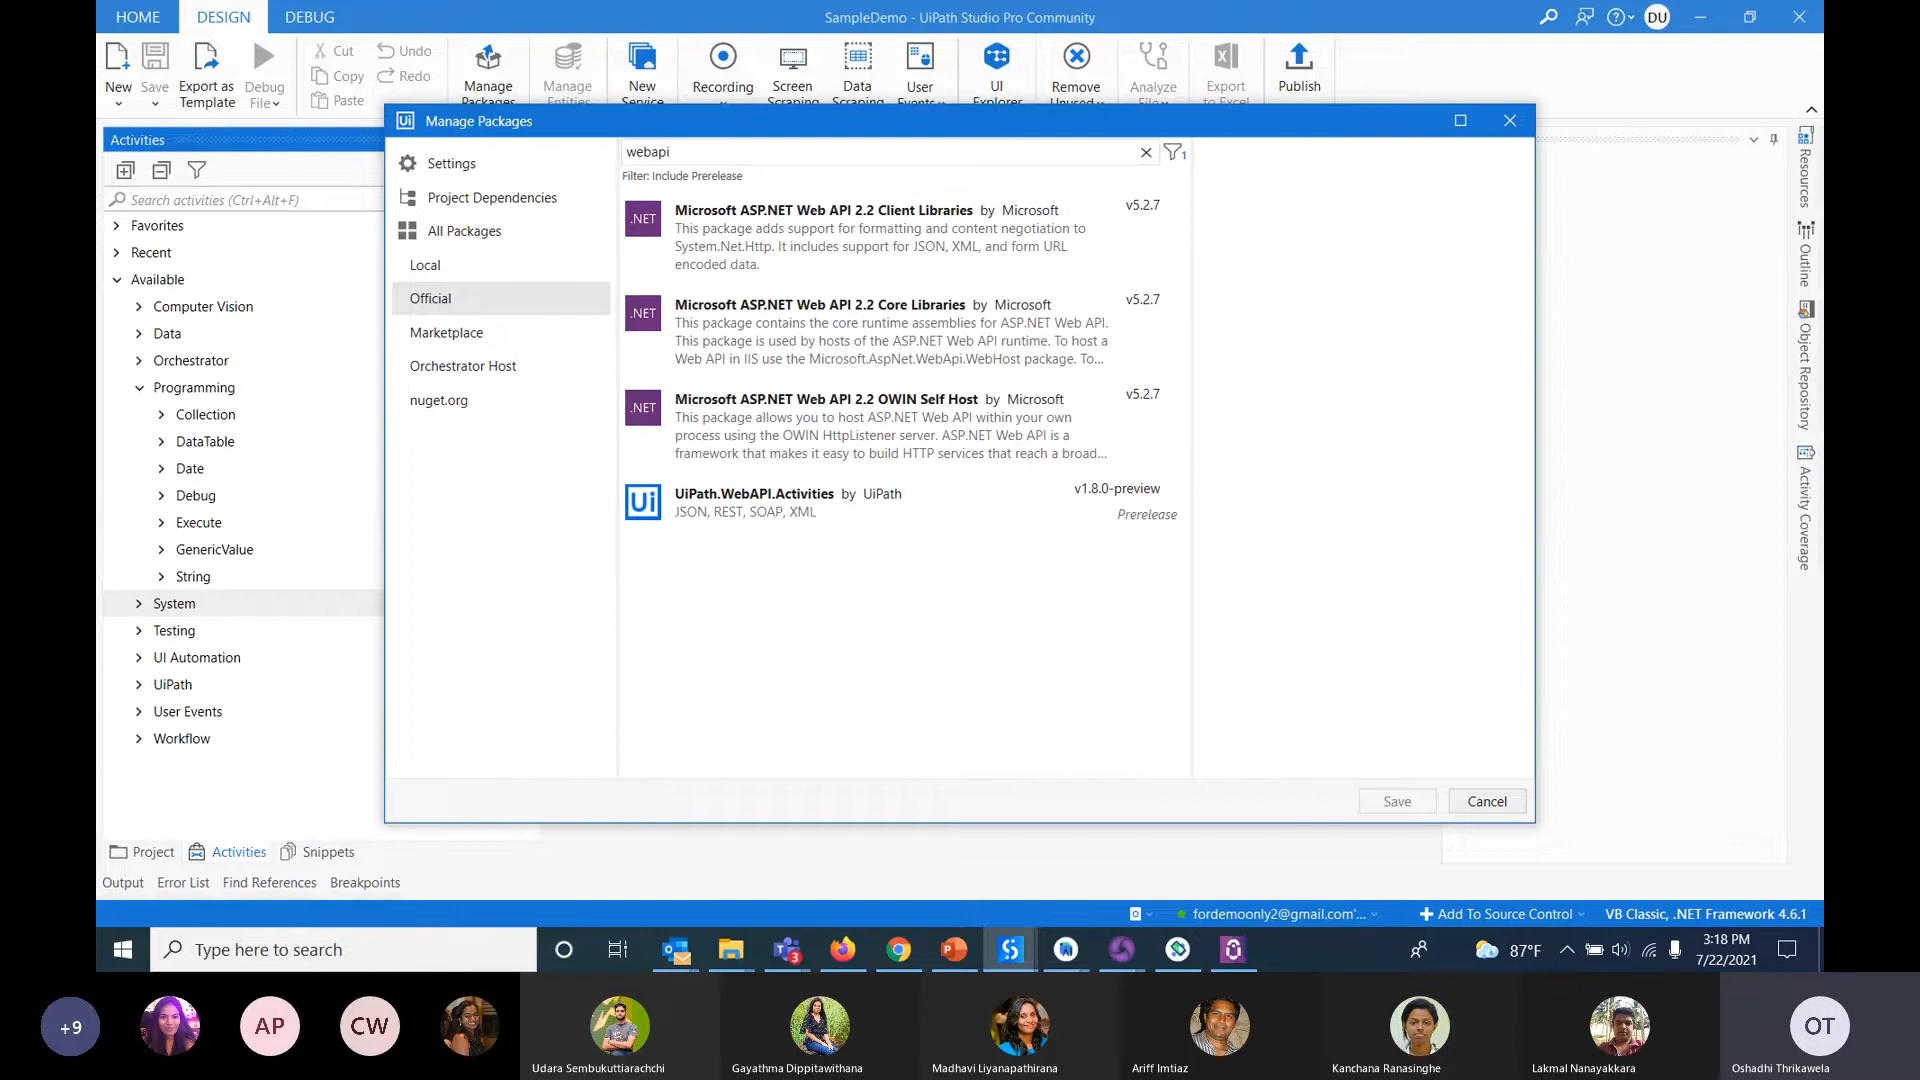 HOME DESIGN DEBUG
SampleDemo - UiPath Studio Pro Community
DU
New
Save
Export as
Template
Debug
File
Cut
Copy
Paste
Undo
Redo
Manage
Packages
Manage
Entities
New
Service
Recording
Screen
Scraping
Data
Scraping
User
Events
UI
Explorer
Remove
Unused
Analyze
File
Export
to Excel
Publish
Activities
Search activities (Ctrl+Alt+F)
Favorites
Recent
Available
Computer Vision
Data
Orchestrator
Programming
Collection
DataTable
Date
Debug
Execute
GenericValue
String
System
Testing
UI Automation
UiPath
User Events
Workflow
Ui Manage Packages
Settings
Project Dependencies
All Packages
Local
Official
Marketplace
Orchestrator Host
nuget.org
webapi
1
Filter: Include Prerelease
.NET
Microsoft ASP.NET Web API 2.2 Client Libraries by Microsoft v5.2.7
This package adds support for formatting and content negotiation to
System.Net.Http. It includes support for JSON, XML, and form URL
encoded data.
.NET
Microsoft ASP.NET Web API 2.2 Core Libraries by Microsoft v5.2.7
This package contains the core runtime assemblies for ASP.NET Web API.
This package is used by hosts of the ASP.NET Web API runtime. To host a
Web API in IIS use the Microsoft.AspNet.WebApi.WebHost package. To...
.NET
Microsoft ASP.NET Web API 2.2 OWIN Self Host by Microsoft v5.2.7
This package allows you to host ASP.NET Web API within your own
process using the OWIN HttpListener server. ASP.NET Web API is a
framework that makes it easy to build HTTP services that reach a broad...
Ui
UiPath.WebAPI.Activities by UiPath v1.8.0-preview
JSON, REST, SOAP, XML Prerelease
Save Cancel
Resources
Outline
Object Repository
Activity Coverage
Project Activities Snippets
Output Error List Find References Breakpoints
fordemoonly2@gmail.com'... Add To Source Control VB Classic, .NET Framework 4.6.1
Type here to search
3
87°F
3:18 PM
7/22/2021
+9
AP
CW
OT
Udara Sembukuttiarachchi
Gayathma Dippitawithana
Madhavi Liyanapathirana
Ariff Imtiaz
Kanchana Ranasinghe
Lakmal Nanayakkara
Oshadhi Thrikawela